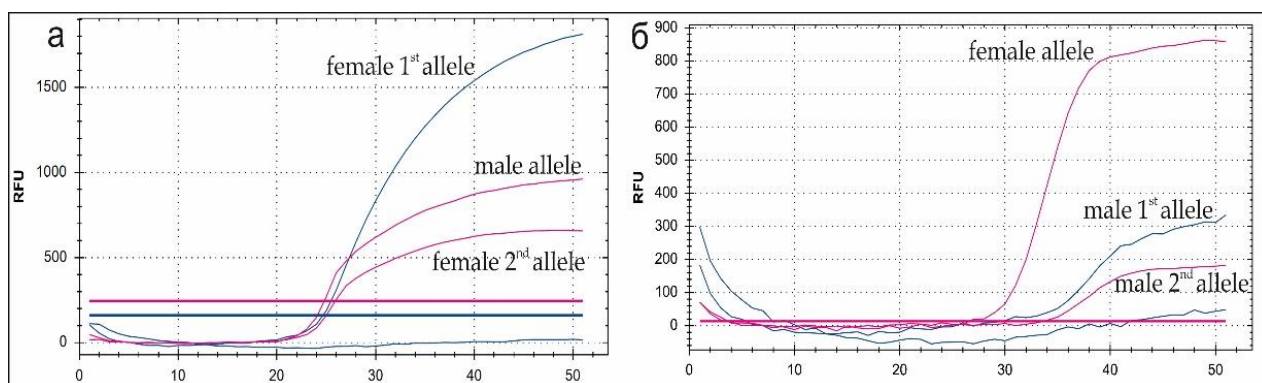 а
1500
1000
500
0
RFU
0
10
20
30
40
50
female 1st allele
male allele
female 2nd allele
б
900
800
700
600
500
400
300
200
100
0
RFU
0
10
20
30
40
50
female allele
male 1st allele
male 2nd allele